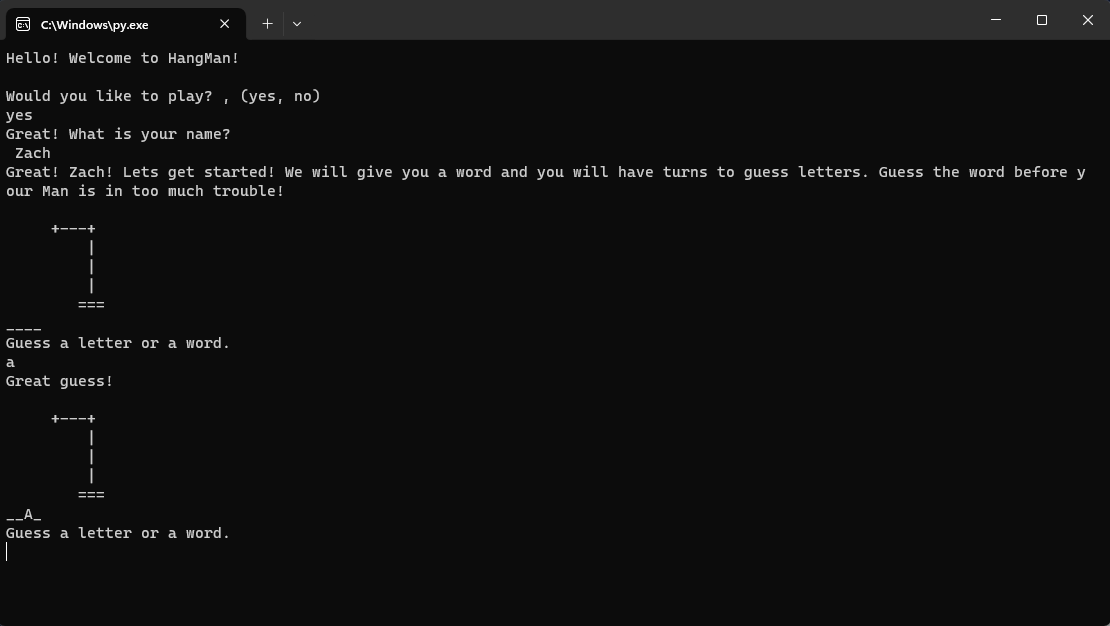 C:\Windows\py.exe
Hello! Welcome to HangMan!
Would you like to play? , (yes, no)
yes
Great! What is your name?
 Zach
Great! Zach! Lets get started! We will give you a word and you will have turns to guess letters. Guess the word before y
our Man is in too much trouble!
     +---+
         |
         |
         |
        ===
____
Guess a letter or a word.
a
Great guess!
     +---+
         |
         |
         |
        ===
__A_
Guess a letter or a word.